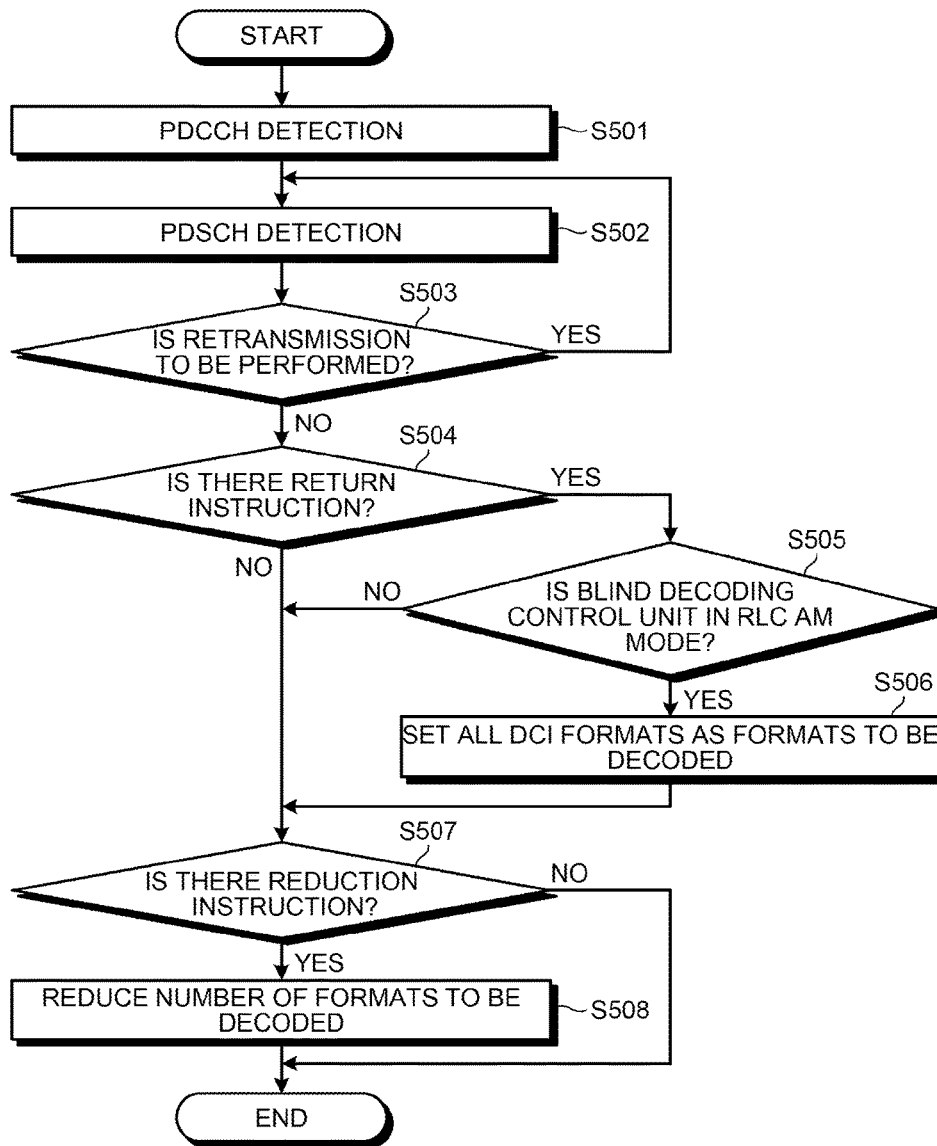 START
PDCCH DETECTION
S501
PDSCH DETECTION
S502
S503
IS RETRANSMISSION
TO BE PERFORMED?
YES
NO
S504
IS THERE RETURN
INSTRUCTION?
YES
NO
S505
IS BLIND DECODING
CONTROL UNIT IN RLC AM
MODE?
NO
YES
S506
SET ALL DCI FORMATS AS FORMATS TO BE
DECODED
S507
IS THERE REDUCTION
INSTRUCTION?
NO
YES
REDUCE NUMBER OF FORMATS TO BE
DECODED
S508
END